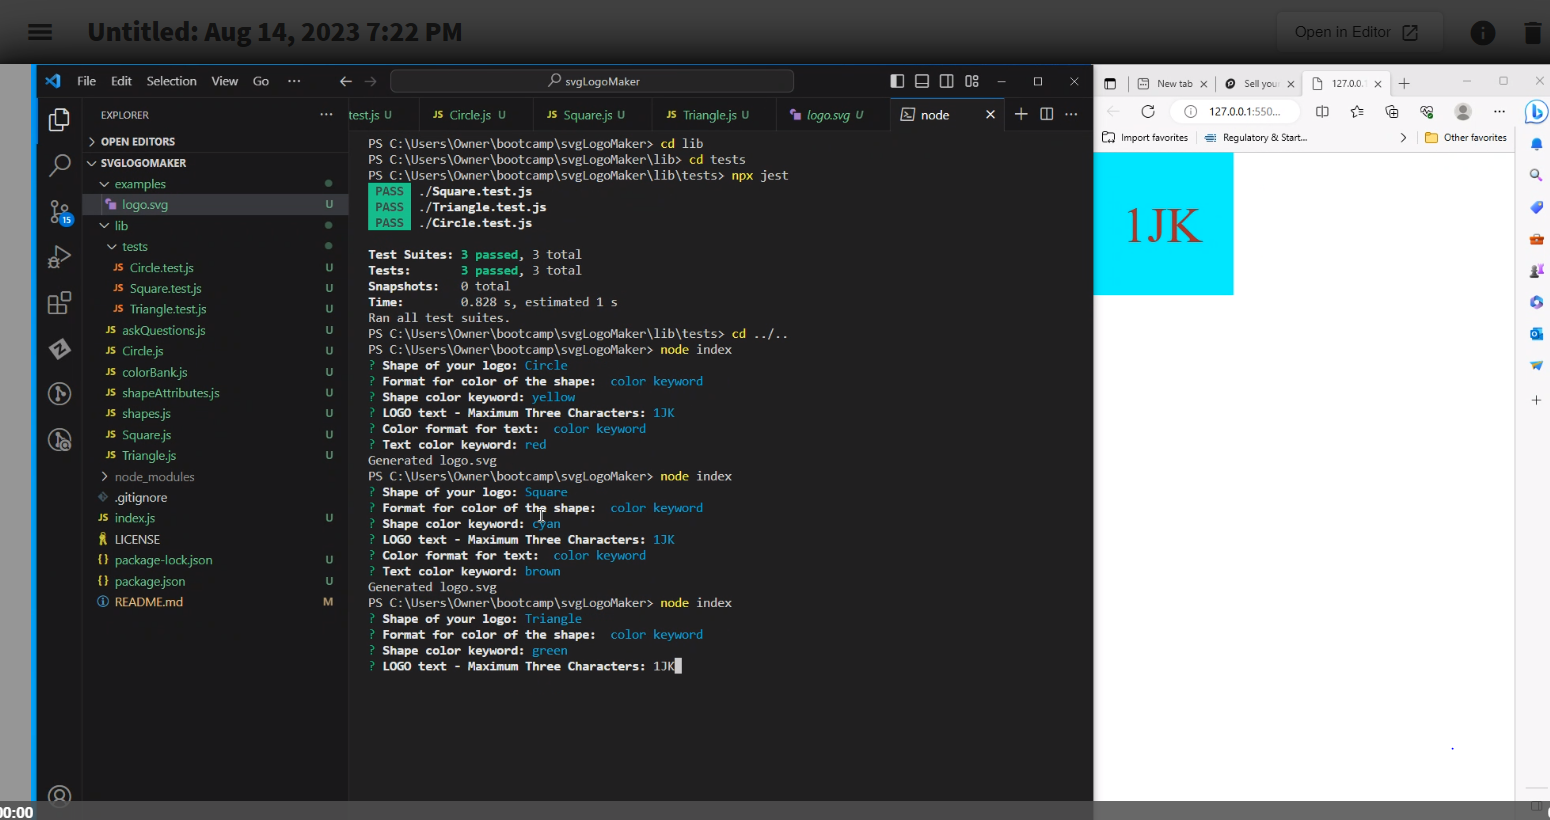 Untitled: Aug 14, 2023 7:22 PM
Open in Editor
File Edit Selection View Go ...
svgLogoMaker
EXPLORER
OPEN EDITORS
SVGLOGOMAKER
examples
logo.svg U
lib
tests
JS Circle.test.js U
JS Square.test.js U
JS Triangle.test.js U
JS askQuestions.js U
JS Circle.js U
JS colorBank.js U
JS shapeAttributes.js U
JS shapes.js U
JS Square.js U
JS Triangle.js U
node_modules
.gitignore
JS index.js U
LICENSE
{} package-lock.json U
{} package.json U
README.md M
15
test.js U JS Circle.js U JS Square.js U JS Triangle.js U logo.svg U node
PS C:\Users\Owner\bootcamp\svgLogoMaker> cd lib
PS C:\Users\Owner\bootcamp\svgLogoMaker\lib> cd tests
PS C:\Users\Owner\bootcamp\svgLogoMaker\lib\tests> npx jest
PASS ./Square.test.js
PASS ./Triangle.test.js
PASS ./Circle.test.js
Test Suites: 3 passed, 3 total
Tests: 3 passed, 3 total
Snapshots: 0 total
Time: 0.828 s, estimated 1 s
Ran all test suites.
PS C:\Users\Owner\bootcamp\svgLogoMaker\lib\tests> cd ../..
PS C:\Users\Owner\bootcamp\svgLogoMaker> node index
? Shape of your logo: Circle
? Format for color of the shape: color keyword
? Shape color keyword: yellow
? LOGO text - Maximum Three Characters: 1JK
? Color format for text: color keyword
? Text color keyword: red
Generated logo.svg
PS C:\Users\Owner\bootcamp\svgLogoMaker> node index
? Shape of your logo: Square
? Format for color of the shape: color keyword
? Shape color keyword: cyan
? LOGO text - Maximum Three Characters: 1JK
? Color format for text: color keyword
? Text color keyword: brown
Generated logo.svg
PS C:\Users\Owner\bootcamp\svgLogoMaker> node index
? Shape of your logo: Triangle
? Format for color of the shape: color keyword
? Shape color keyword: green
? LOGO text - Maximum Three Characters: 1JK
New tab Sell you 127.0.0.
127.0.0.1:550...
Import favorites Regulatory & Start... Other favorites
1JK
00:00